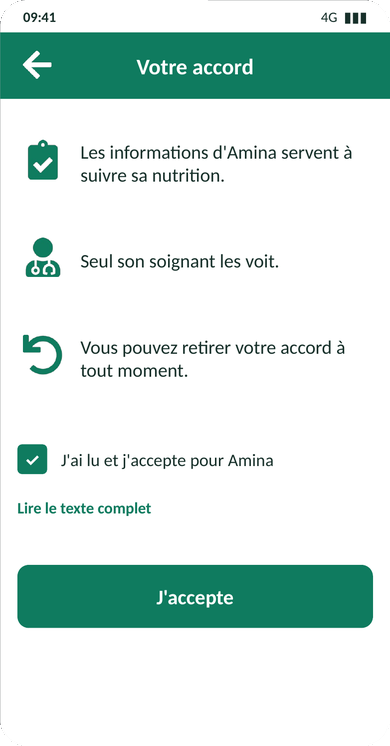 09:41
4G
Votre accord
Les informations d'Amina servent à
suivre sa nutrition.
Seul son soignant les voit.
Vous pouvez retirer votre accord à
tout moment.
J'ai lu et j'accepte pour Amina
Lire le texte complet
J'accepte